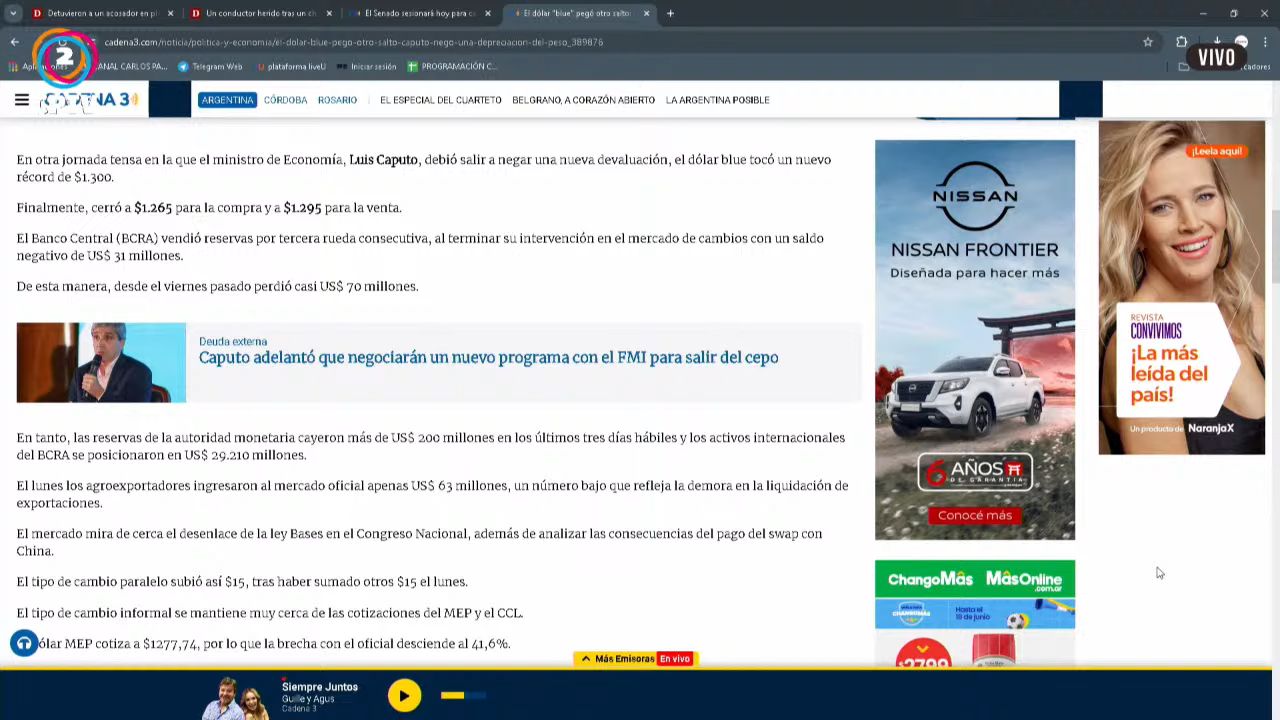 Detuvieron a un acosador en pl
Un conductor herido tras un ch
El Senado sesionará hoy para c
El dólar "blue" pegó otro salto:
cadena3.com/noticia/politica-y-economia/el-dolar-blue-pego-otro-salto-caputo-nego-una-depreciacion-del-peso_389876
2
VIVO
ANAL CARLOS PA...
Telegram Web
plataforma liveU
Iniciar sesión
PROGRAMACIÓN C...
CADENA 3
ARGENTINA
CÓRDOBA
ROSARIO
EL ESPECIAL DEL CUARTETO
BELGRANO, A CORAZÓN ABIERTO
LA ARGENTINA POSIBLE
En otra jornada tensa en la que el ministro de Economía, Luis Caputo, debió salir a negar una nueva devaluación, el dólar blue tocó un nuevo
récord de $1.300.
Finalmente, cerró a $1.265 para la compra y a $1.295 para la venta.
El Banco Central (BCRA) vendió reservas por tercera rueda consecutiva, al terminar su intervención en el mercado de cambios con un saldo
negativo de US$ 31 millones.
De esta manera, desde el viernes pasado perdió casi US$ 70 millones.
Deuda externa
Caputo adelantó que negociarán un nuevo programa con el FMI para salir del cepo
En tanto, las reservas de la autoridad monetaria cayeron más de US$ 200 millones en los últimos tres días hábiles y los activos internacionales
del BCRA se posicionaron en US$ 29.210 millones.
El lunes los agroexportadores ingresaron al mercado oficial apenas US$ 63 millones, un número bajo que refleja la demora en la liquidación de
exportaciones.
El mercado mira de cerca el desenlace de la ley Bases en el Congreso Nacional, además de analizar las consecuencias del pago del swap con
China.
El tipo de cambio paralelo subió así $15, tras haber sumado otros $15 el lunes.
El tipo de cambio informal se mantiene muy cerca de las cotizaciones del MEP y el CCL.
ólar MEP cotiza a $1277,74, por lo que la brecha con el oficial desciende al 41,6%.
NISSAN
NISSAN FRONTIER
Diseñada para hacer más
6 AÑOS
DE GARANTÍA
Conocé más
ChangoMâs MâsOnline
.com.ar
Hasta el
19 de junio
$3799
¡Leela aquí!
REVISTA
CONVIVIMOS
¡La más
leída del
país!
Un producto de NaranjaX
Más Emisoras En vivo
Siempre Juntos
Guille y Agus
Cadena 3